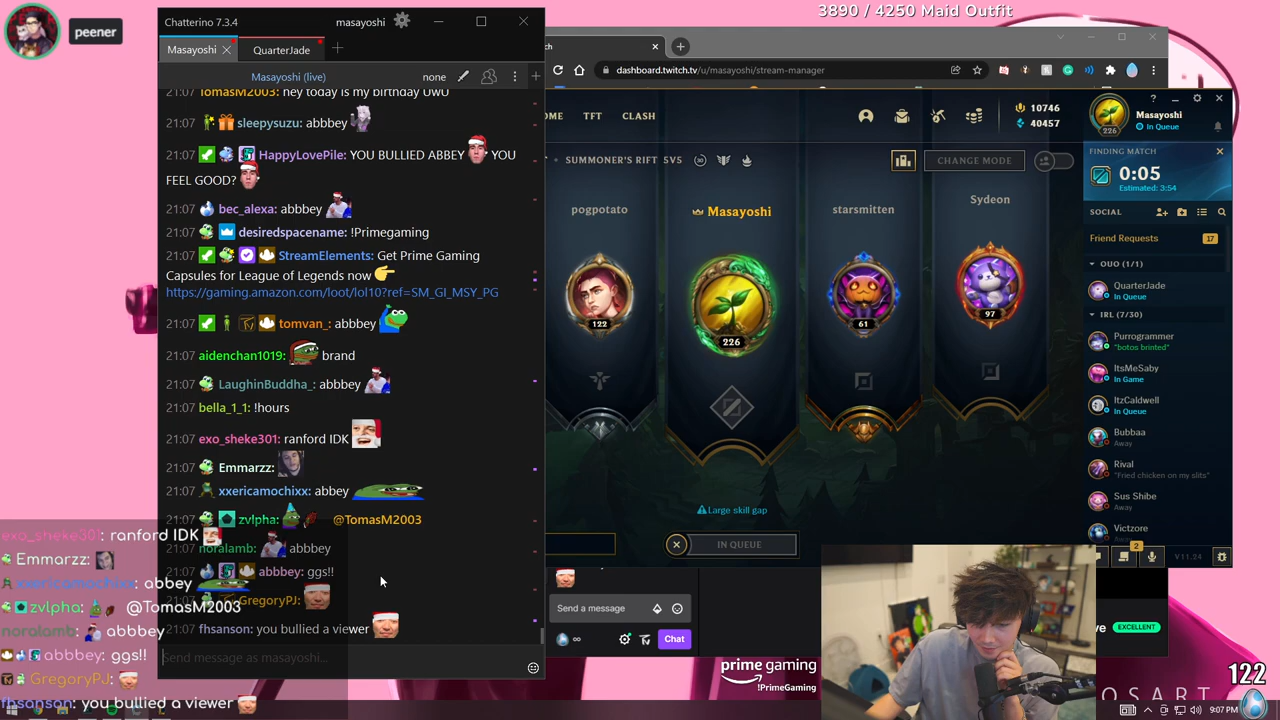 peener
3890 / 4250 Maid Outfit
Chatterino 7.3.4
masayoshi
Masayoshi
QuarterJade
Masayoshi (live)
none
TomasM2003: hey today is my birthday UwU
21:07 sleepysuzu: abbbey
21:07 HappyLovePile: YOU BULLIED ABBEY YOU
FEEL GOOD?
21:07 bec_alexa: abbbey
21:07 desiredspacename: !Primegaming
21:07 StreamElements: Get Prime Gaming
Capsules for League of Legends now
https://gaming.amazon.com/loot/lol10?ref=SM_GI_MSY_PG
21:07 tomvan_: abbbey
21:07 aidenchan1019: brand
21:07 LaughinBuddha_: abbbey
21:07 bella_1_1: !hours
21:07 exo_sheke301: ranford IDK
21:07 Emmarzz:
21:07 xxericamochixx: abbey
21:07 zvlpha: @TomasM2003
21:07 noralamb: abbbey
21:07 abbbey: ggs!!
21:07 GregoryPJ:
21:07 fhsanson: you bullied a viewer
Send message as masayoshi...
exo_sheke301: ranford IDK
Emmarzz:
xxericamochixx: abbey
zvlpha: @TomasM2003
noralamb: abbbey
abbbey: ggs!!
GregoryPJ:
fhsanson: you bullied a viewer
dashboard.twitch.tv/u/masayoshi/stream-manager
OME
TFT
CLASH
10746
40457
SUMMONER'S RIFT 5V5
CHANGE MODE
pogpotato
122
Masayoshi
226
starsmitten
61
Sydeon
97
Large skill gap
IN QUEUE
226
Masayoshi
In Queue
FINDING MATCH
0:05
Estimated: 3:54
SOCIAL
Friend Requests
17
OUO (1/1)
QuarterJade
In Queue
IRL (7/30)
Purrogrammer
"botos brinted"
ItsMeSaby
In Game
ItzCaldwell
In Queue
Bubbaa
Away
Rival
"Fried chicken on my slits"
Sus Shibe
Away
Victzore
2
V11.24
Send a message
Chat
prime gaming
!PrimeGaming
EXCELLENT
122
OSART
9:07 PM